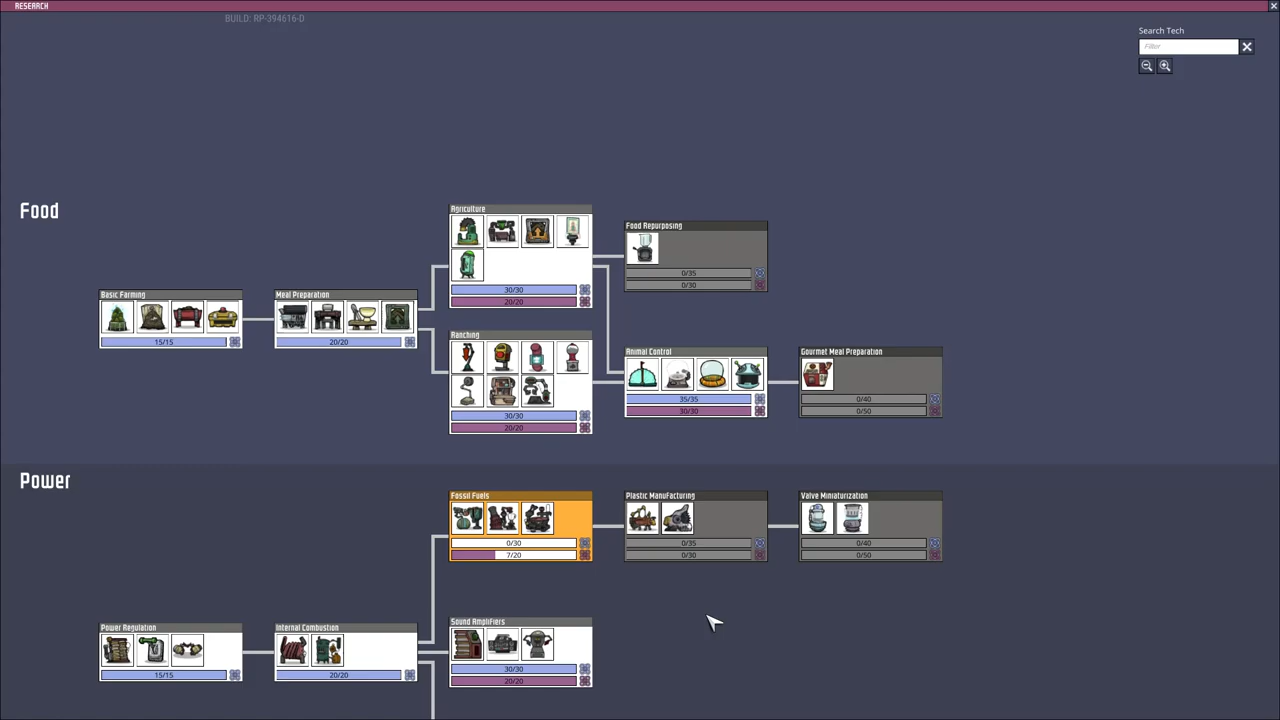 RESEARCH
BUILD: RP-394616-D
Search Tech
Filter
Food
Agriculture
30/30
20/20
Food Repurposing
0/35
0/30
Basic Farming
15/15
Meal Preparation
20/20
Ranching
30/30
20/20
Animal Control
35/35
30/30
Gourmet Meal Preparation
0/40
0/50
Power
Fossil Fuels
0/30
7/20
Plastic Manufacturing
0/35
0/30
Valve Miniaturization
0/40
0/50
Power Regulation
15/15
Internal Combustion
20/20
Sound Amplifiers
30/30
20/20